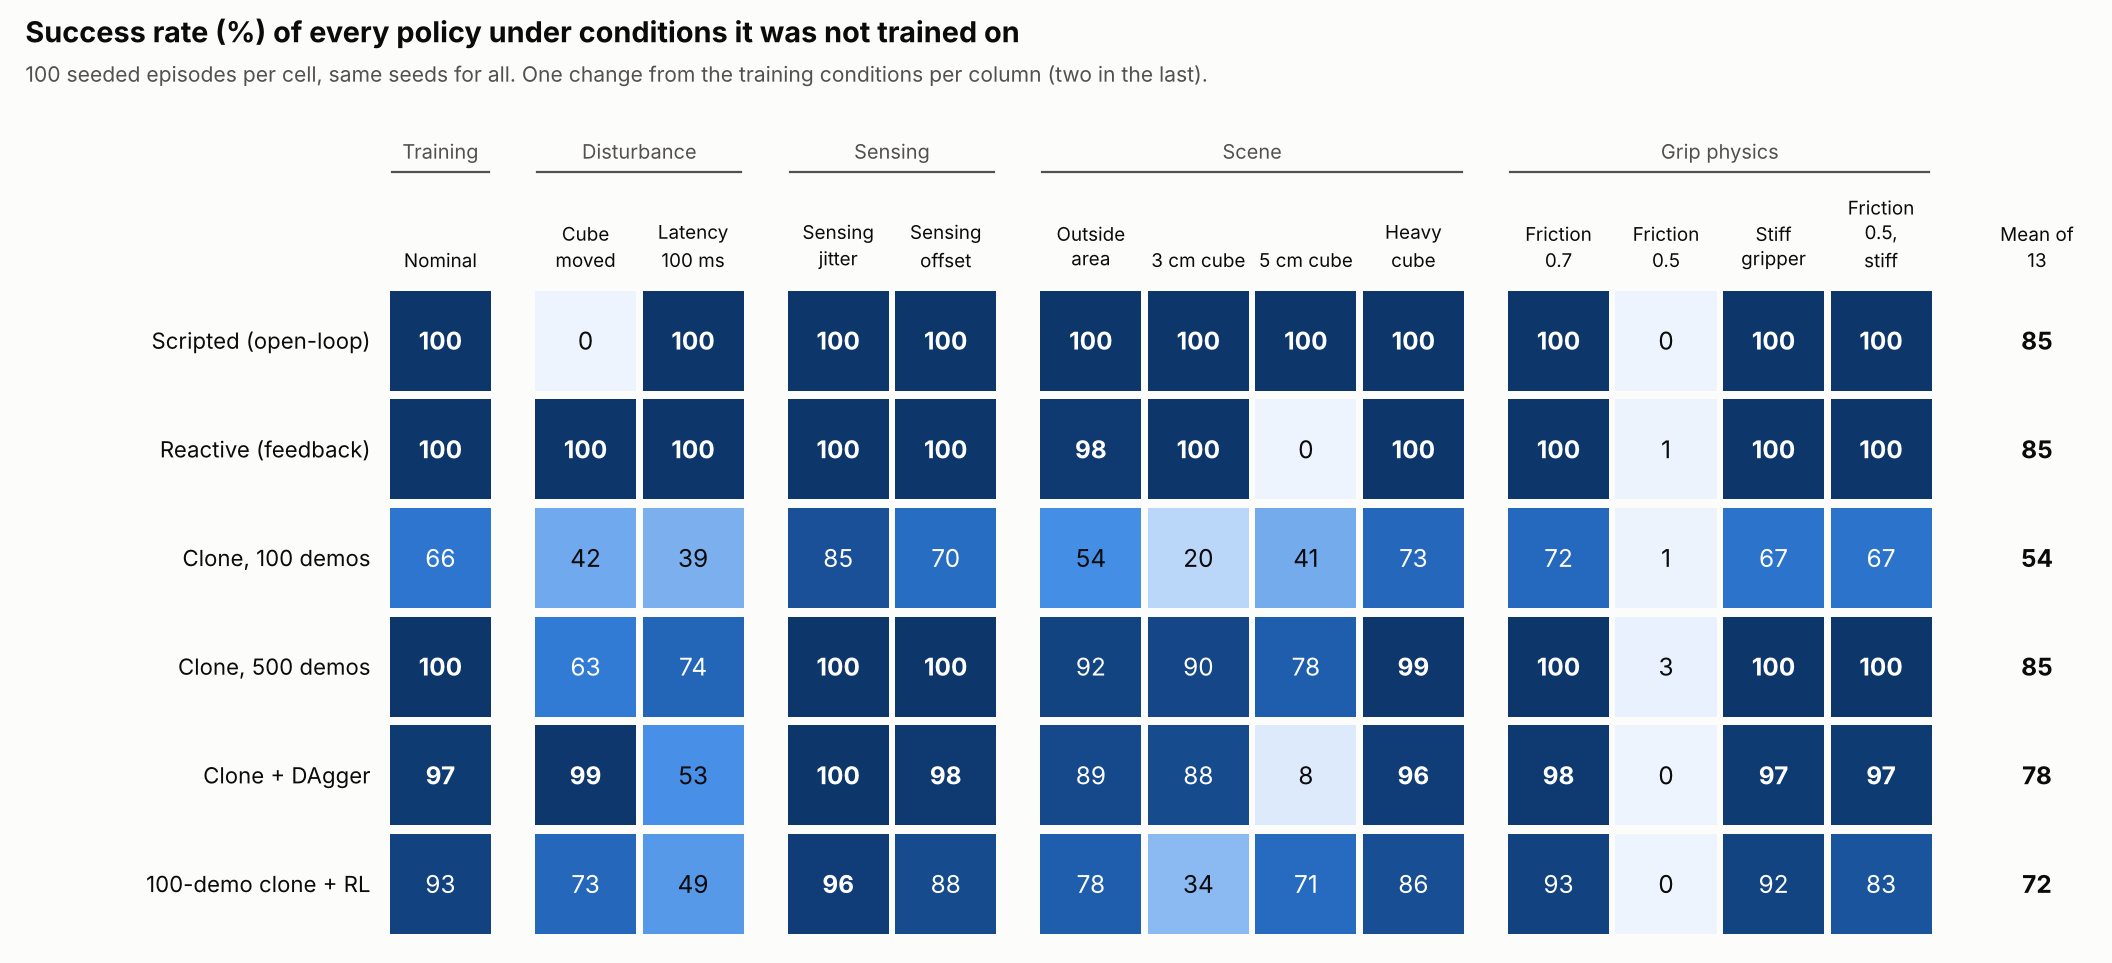 Success rate (%) of every policy under conditions it was not trained on
100 seeded episodes per cell, same seeds for all. One change from the training conditions per column (two in the last).
Training Disturbance Sensing Scene Grip physics
Nominal
Cube
moved
Latency
100 ms
Sensing
jitter
Sensing
offset
Outside
area
3 cm cube
5 cm cube
Heavy
cube
Friction
0.7
Friction
0.5
Stiff
gripper
Friction
0.5,
stiff
Mean of
13
Scripted (open-loop) 100 0 100 100 100 100 100 100 100 100 0 100 100 85
Reactive (feedback) 100 100 100 100 100 98 100 0 100 100 1 100 100 85
Clone, 100 demos 66 42 39 85 70 54 20 41 73 72 1 67 67 54
Clone, 500 demos 100 63 74 100 100 92 90 78 99 100 3 100 100 85
Clone + DAgger 97 99 53 100 98 89 88 8 96 98 0 97 97 78
100-demo clone + RL 93 73 49 96 88 78 34 71 86 93 0 92 83 72